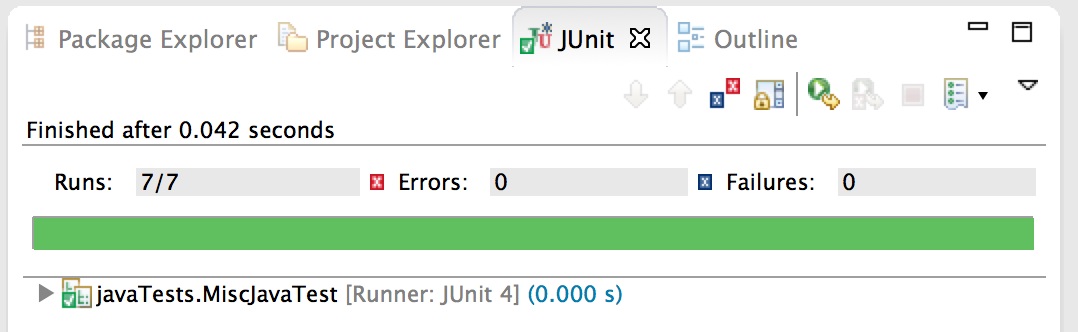 Package Explorer Project Explorer JUnit Outline
Finished after 0.042 seconds
Runs: 7/7 Errors: 0 Failures: 0
javaTests.MiscJavaTest [Runner: JUnit 4] (0.000 s)